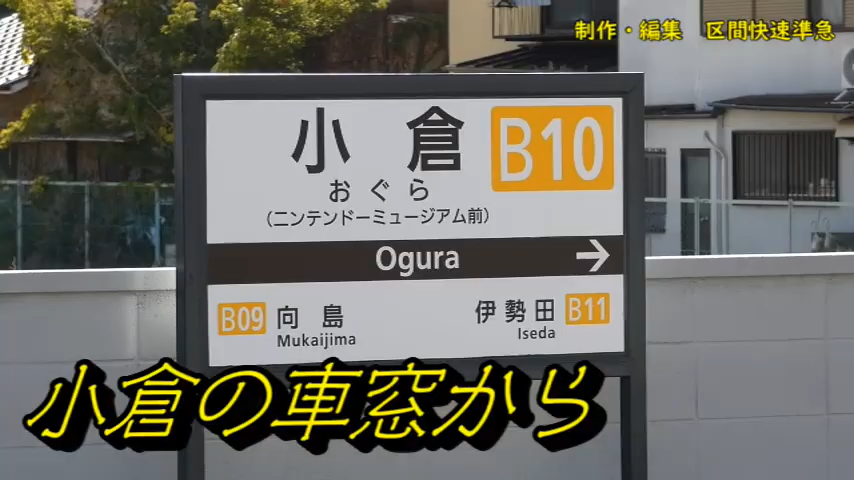 制作・編集　区間快速準急
小倉 B10
おぐら
（ニンテンドーミュージアム前）
Ogura →
B09 向島 伊勢田 B11
Mukaijima Iseda
小倉の車窓から